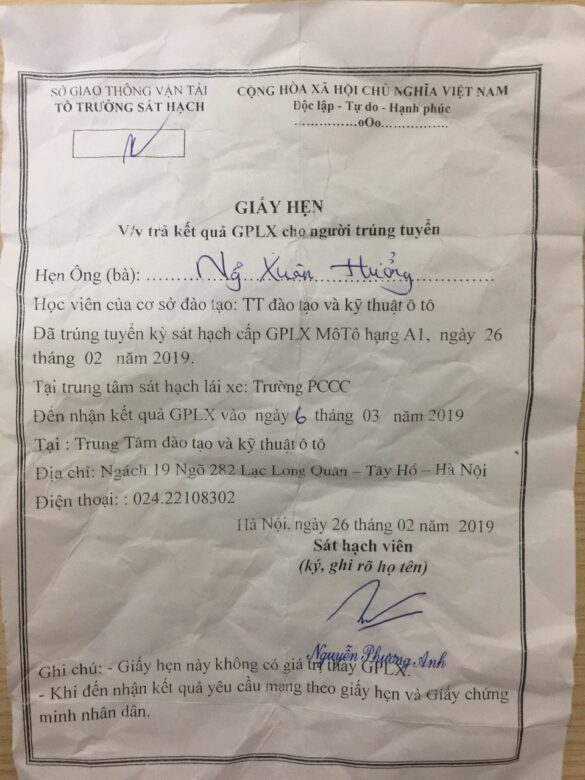 SỞ GIAO THÔNG VẬN TẢI
TỔ TRƯỞNG SÁT HẠCH
CỘNG HÒA XÃ HỘI CHỦ NGHĨA VIỆT NAM
Độc lập - Tự do - Hạnh phúc
...............oOo...............
GIẤY HẸN
V/v trả kết quả GPLX cho người trúng tuyển
Hẹn Ông (bà): Ng Xuân Hưởng
Học viên của cơ sở đào tạo: TT đào tạo và kỹ thuật ô tô
Đã trúng tuyển kỳ sát hạch cấp GPLX MôTô hạng A1, ngày 26
tháng 02 năm 2019.
Tại trung tâm sát hạch lái xe: Trường PCCC
Đến nhận kết quả GPLX vào ngày 6 tháng 03 năm 2019
Tại : Trung Tâm đào tạo và kỹ thuật ô tô
Địa chỉ: Ngách 19 Ngõ 282 Lạc Long Quân – Tây Hồ – Hà Nội
Điện thoại: : 024.22108302
Hà Nội, ngày 26 tháng 02 năm 2019
Sát hạch viên
(ký, ghi rõ họ tên)
Nguyễn Phương Anh
Ghi chú: - Giấy hẹn này không có giá trị thay GPLX.
- Khi đến nhận kết quả yêu cầu mang theo giấy hẹn và Giấy chứng
minh nhân dân.